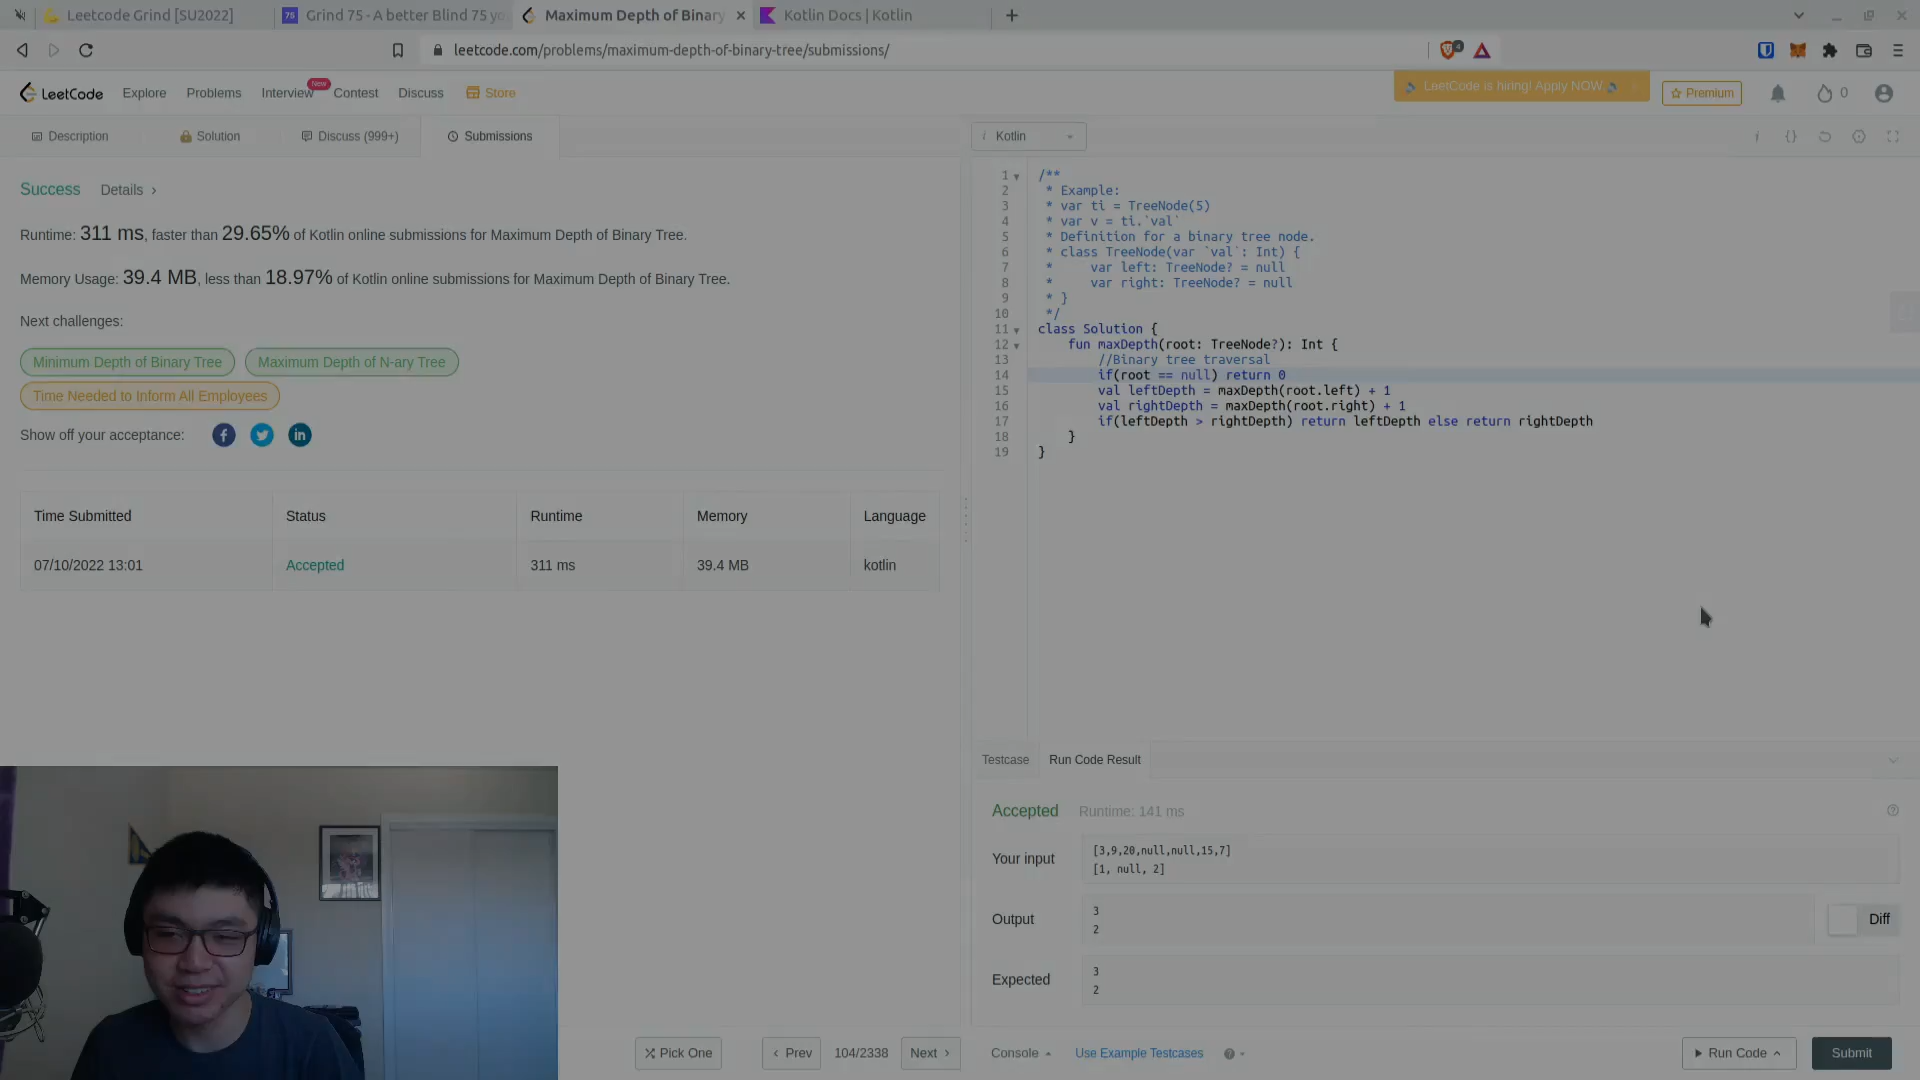 Leetcode Grind [SU2022]
Grind 75 - A better Blind 75 yo
Maximum Depth of Binary
Kotlin Docs | Kotlin
leetcode.com/problems/maximum-depth-of-binary-tree/submissions/
4
LeetCode
Explore
Problems
Interview
New
Contest
Discuss
Store
LeetCode is hiring! Apply NOW.
Premium
0
Description
Solution
Discuss (999+)
Submissions
i Kotlin
Success
Details >
Runtime: 311 ms, faster than 29.65% of Kotlin online submissions for Maximum Depth of Binary Tree.
Memory Usage: 39.4 MB, less than 18.97% of Kotlin online submissions for Maximum Depth of Binary Tree.
Next challenges:
Minimum Depth of Binary Tree
Maximum Depth of N-ary Tree
Time Needed to Inform All Employees
Show off your acceptance:
Time Submitted Status Runtime Memory Language
07/10/2022 13:01 Accepted 311 ms 39.4 MB kotlin
1 /**
2 * Example:
3 * var ti = TreeNode(5)
4 * var v = ti.`val`
5 * Definition for a binary tree node.
6 * class TreeNode(var `val`: Int) {
7 *     var left: TreeNode? = null
8 *     var right: TreeNode? = null
9 * }
10 */
11 class Solution {
12     fun maxDepth(root: TreeNode?): Int {
13         //Binary tree traversal
14         if(root == null) return 0
15         val leftDepth = maxDepth(root.left) + 1
16         val rightDepth = maxDepth(root.right) + 1
17         if(leftDepth > rightDepth) return leftDepth else return rightDepth
18     }
19 }
Testcase
Run Code Result
Accepted
Runtime: 141 ms
Your input
[3,9,20,null,null,15,7]
[1, null, 2]
Output
3
2
Diff
Expected
3
2
Pick One
‹ Prev
104/2338
Next ›
Console
Use Example Testcases
Run Code
Submit